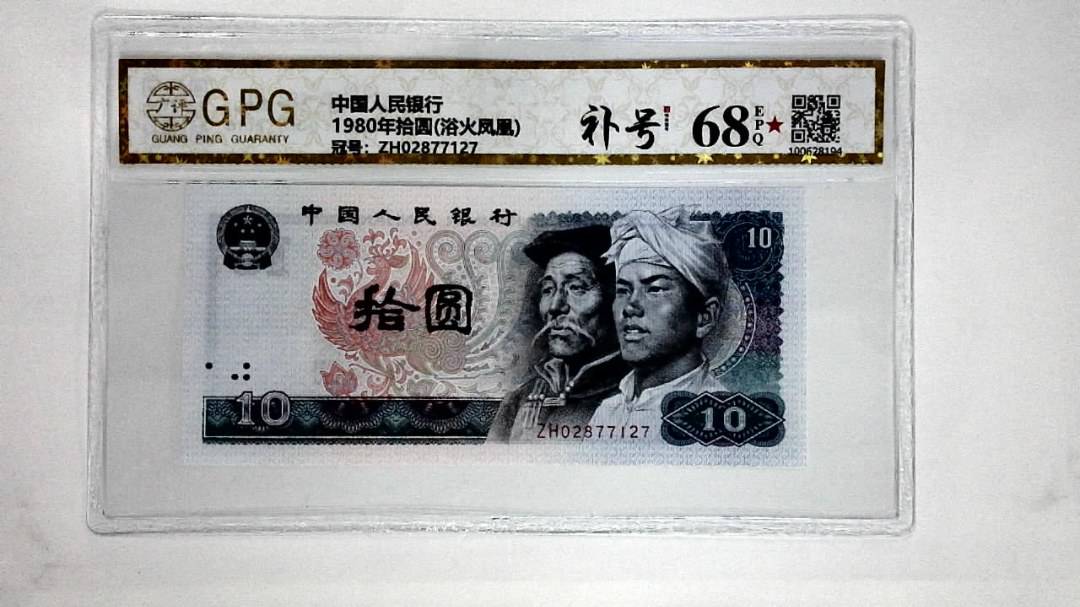 GPG
GUANG PING GUARANTY
中国人民银行
1980年拾圆(浴火凤凰)
冠号: ZH02877127
补号
68
EPQ
100628194
中国人民银行
10
拾圆
10
ZH02877127
10